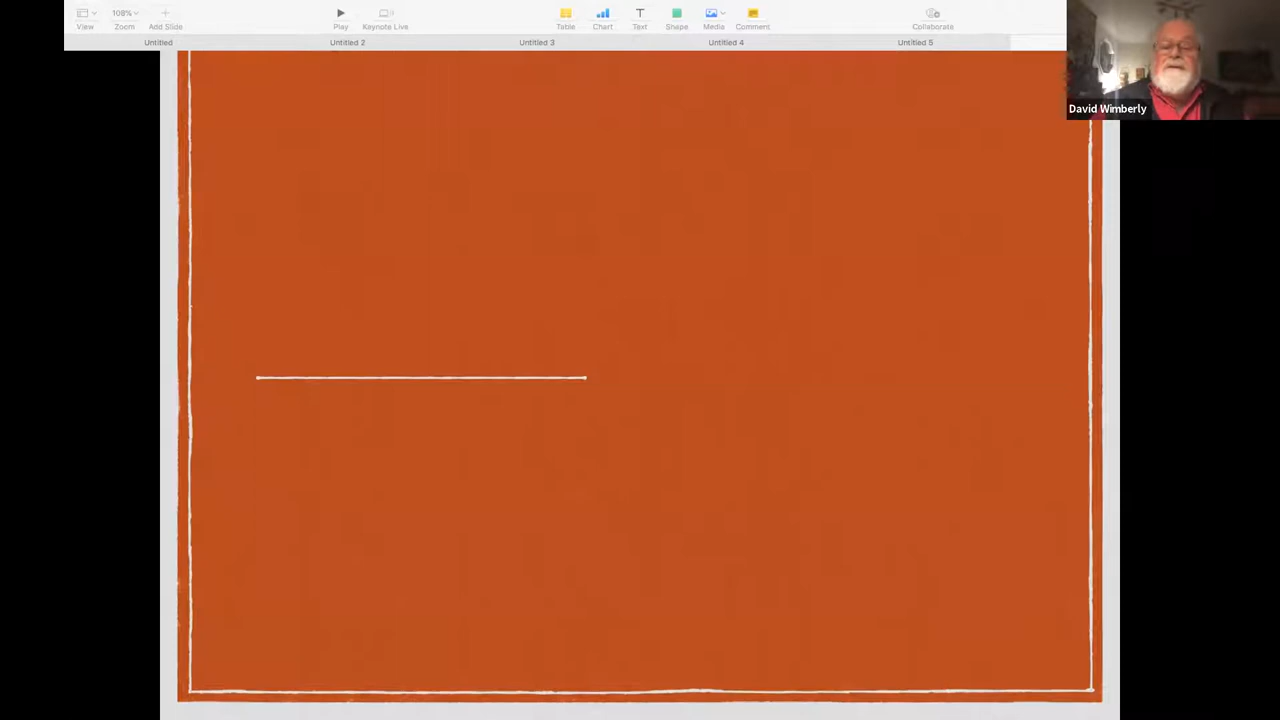 108%
View Zoom Add Slide Play Keynote Live Table Chart Text Shape Media Comment Collaborate
Untitled Untitled 2 Untitled 3 Untitled 4 Untitled 5
David Wimberly